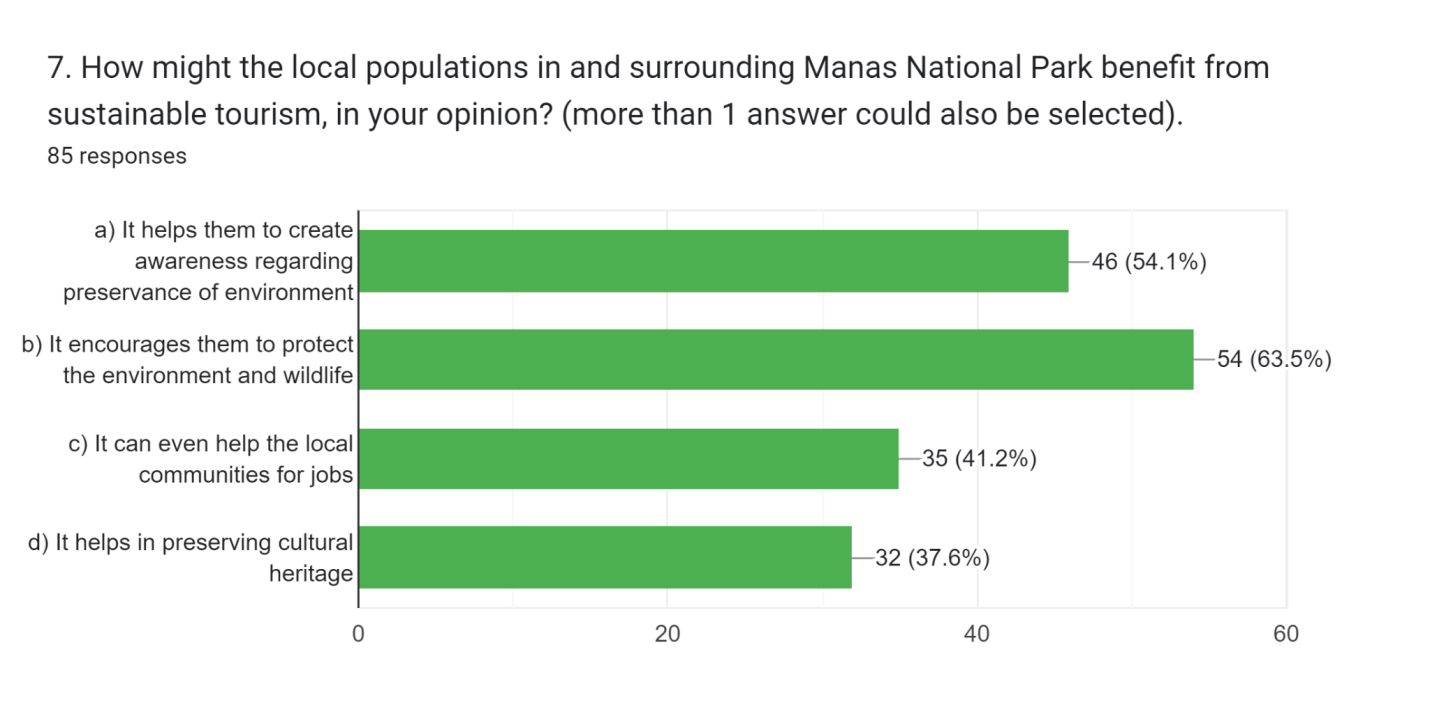 7. How might the local populations in and surrounding Manas National Park benefit from
sustainable tourism, in your opinion? (more than 1 answer could also be selected).
85 responses
a) It helps them to create
awareness regarding
preservance of environment
46 (54.1%)
b) It encourages them to protect
the environment and wildlife
54 (63.5%)
c) It can even help the local
communities for jobs
35 (41.2%)
d) It helps in preserving cultural
heritage
32 (37.6%)
0 20 40 60